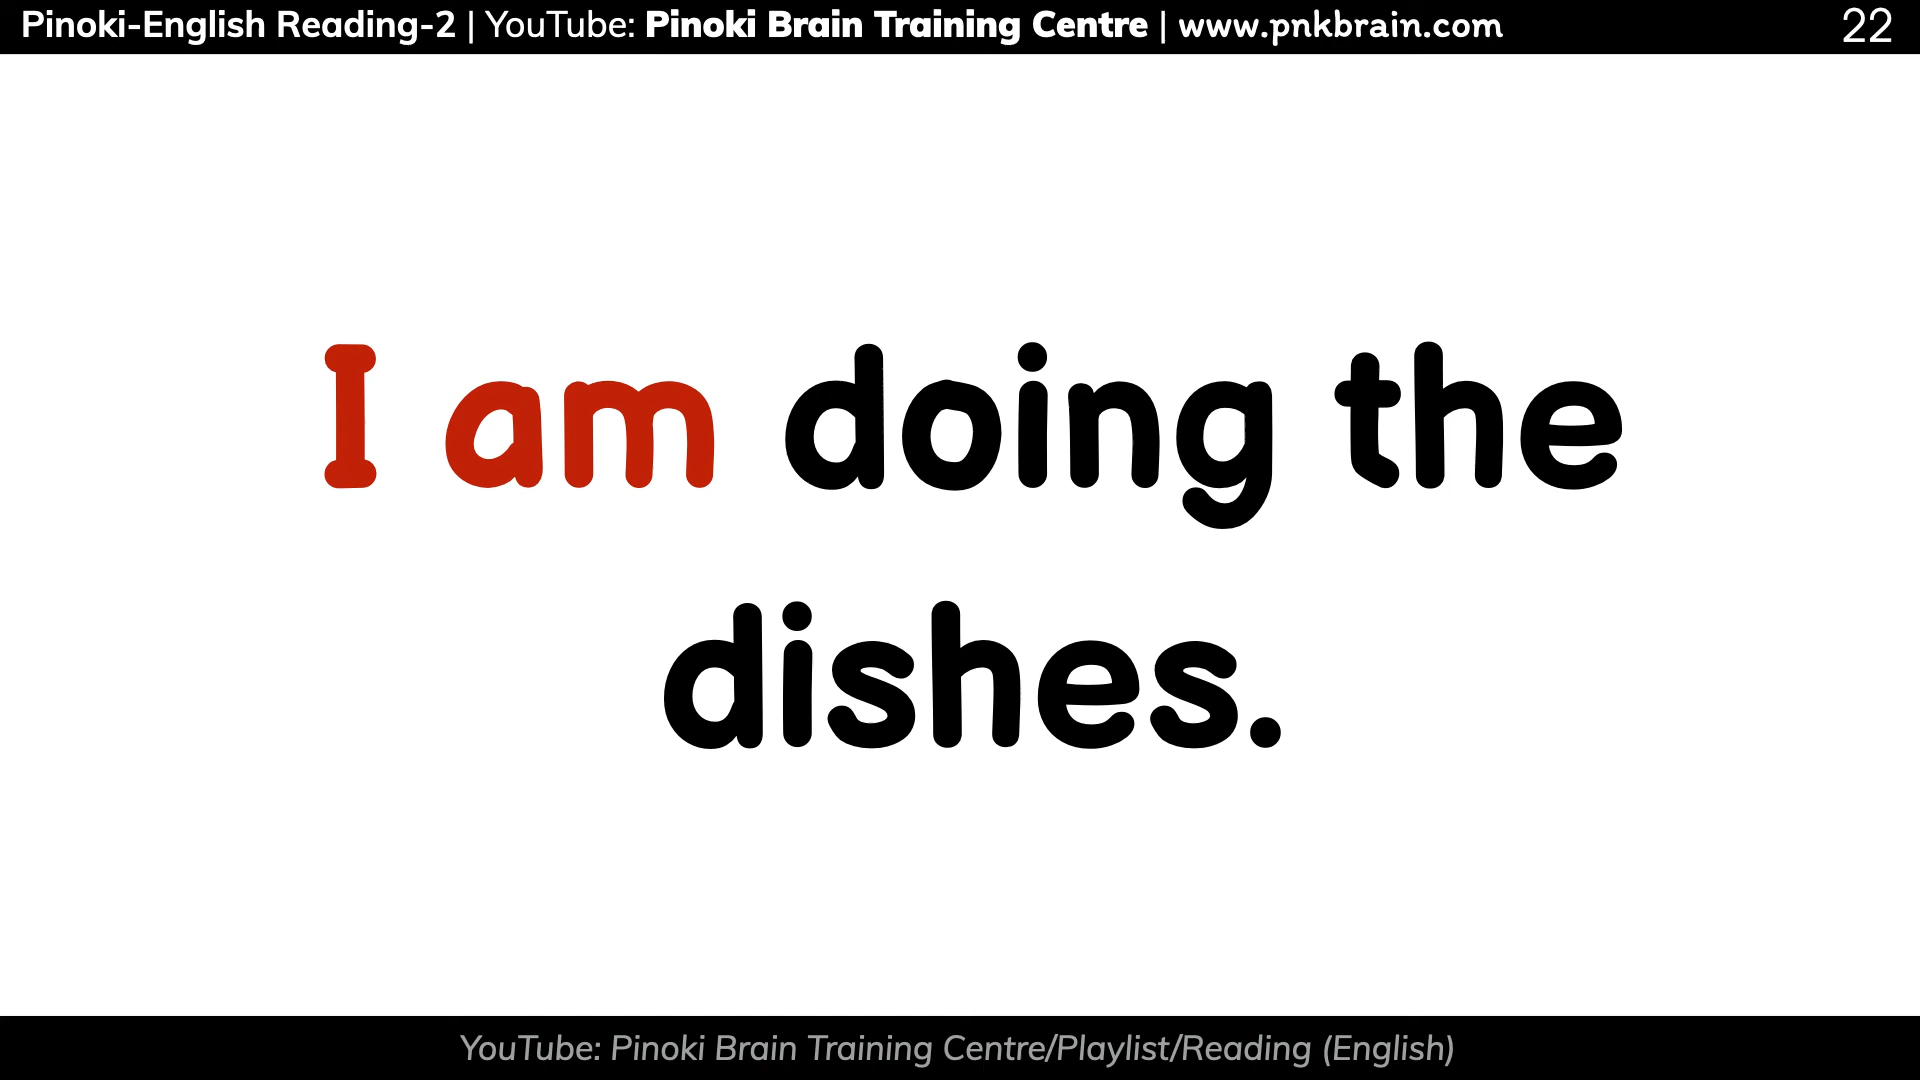 Pinoki-English Reading-2 | YouTube: Pinoki Brain Training Centre | www.pnkbrain.com 22
I am doing the
dishes.
YouTube: Pinoki Brain Training Centre/Playlist/Reading (English)